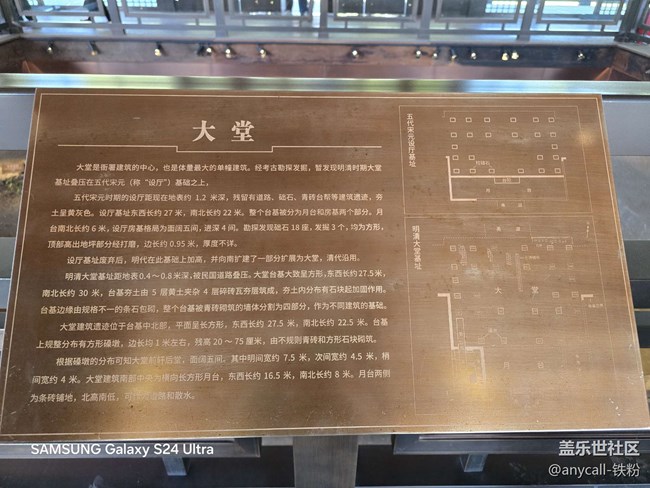 大堂
大堂是衙署建筑的中心，也是体量最大的单幢建筑。经考古勘探发掘，暂发现明清时期大堂
基址叠压在五代宋元（称“设厅”）基础之上。
五代宋元时期的设厅距现在地表约 1.2 米深，残留有道路、础石、青砖台帮等建筑遗迹，夯
土呈黄灰色。设厅基址东西长约 27 米，南北长约 22 米。整个台基被分为月台和房基两个部分。月
台南北长约 6 米，设厅房基格局为面阔五间，进深 4 间。勘探发现础石 18 座，发掘 3 个，均为方形，
顶部高出地坪部分经打磨，边长约 0.95 米，厚度不详。
设厅基址废弃后，明代在此基础上加高，并向南扩建了一部分扩展为大堂，清代沿用。
明清大堂基址距地表0.4～0.8米深，被民国道路叠压。大堂台基大致呈方形，东西长约27.5米，
南北长约 30 米，台基夯土由 5 层黄土夹杂 4 层碎砖瓦夯层筑成，夯土内分布有石块起加固作用。
台基边缘由规格不一的条石包砌，整个台基被青砖砌筑的墙体分割为四部分，作为不同建筑的基础。
大堂建筑遗迹位于台基中北部，平面呈长方形，东西长约 27.5 米，南北长约 22.5 米。台基
上规整分布有方形磉墩，边长均 1 米左右，残高 20 ～ 75 厘米，由不规则青砖和方形石块砌筑。
根据磉墩的分布可知大堂前轩后堂，面阔五间，其中明间宽约 7.5 米，次间宽约 4.5 米，梢
间宽约 4 米。大堂建筑南部中央为横向长方形月台，东西长约 16.5 米，南北长约 8 米。月台两侧
为条砖铺地，北高南低，可作为道路和散水。
五代宋元设厅基址
明清大堂基址
大 堂
SAMSUNG Galaxy S24 Ultra
盖乐世社区
@anycall-铁粉